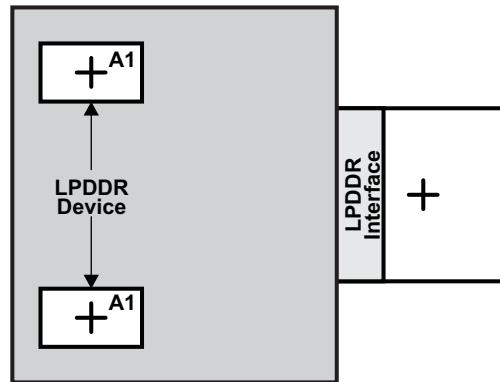 A1
LPDDR
Device
LPDDR
Interface
A1